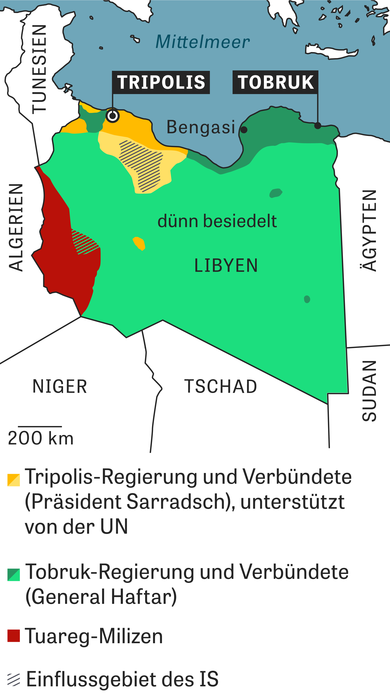 Mittelmeer
TUNESIEN
TRIPOLIS
TOBRUK
Bengasi
ALGERIEN
ÄGYPTEN
dünn besiedelt
LIBYEN
NIGER
TSCHAD
SUDAN
200 km
Tripolis-Regierung und Verbündete
(Präsident Sarradsch), unterstützt
von der UN
Tobruk-Regierung und Verbündete
(General Haftar)
Tuareg-Milizen
Einflussgebiet des IS